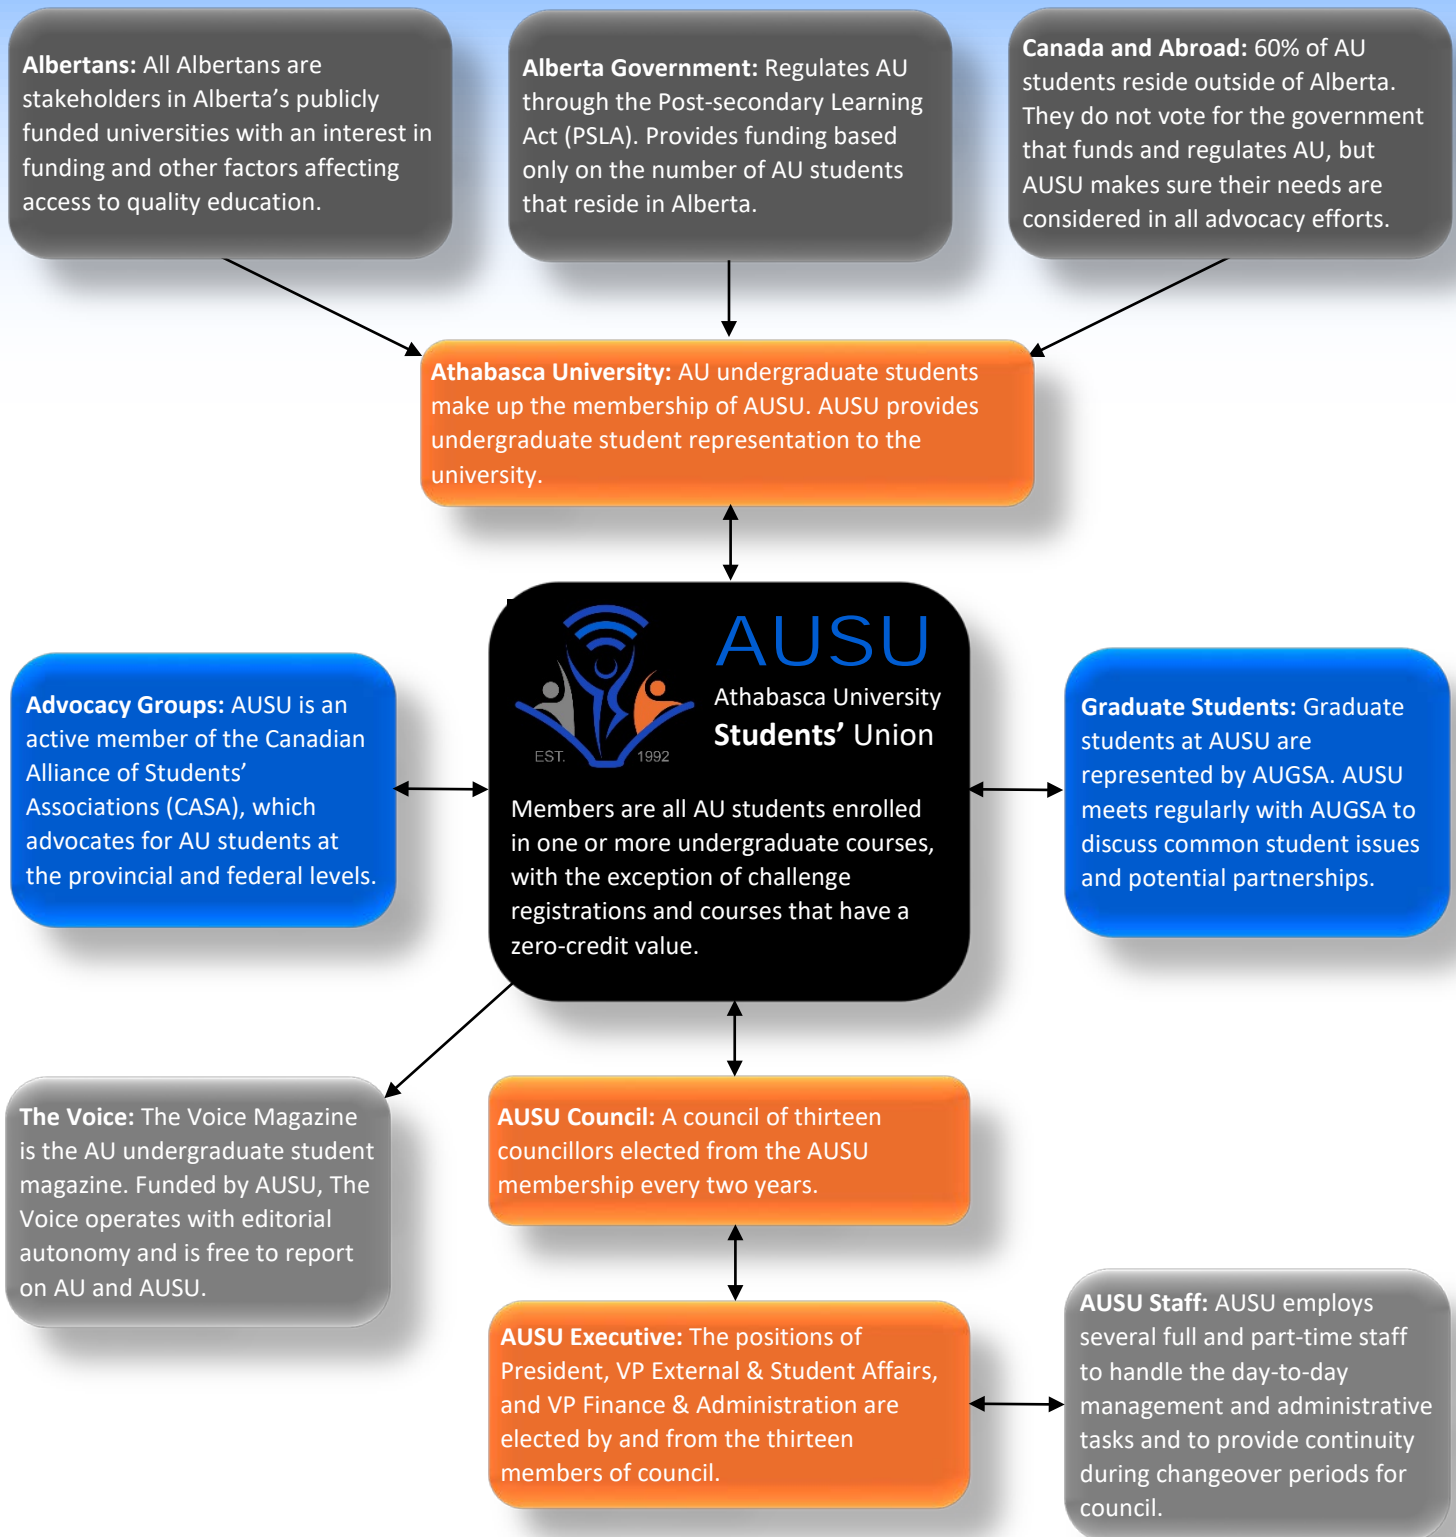 Albertans: All Albertans are
stakeholders in Alberta’s publicly
funded universities with an interest in
funding and other factors affecting
access to quality education.
Alberta Government: Regulates AU
through the Post-secondary Learning
Act (PSLA). Provides funding based
only on the number of AU students
that reside in Alberta.
Canada and Abroad: 60% of AU
students reside outside of Alberta.
They do not vote for the government
that funds and regulates AU, but
AUSU makes sure their needs are
considered in all advocacy efforts.
Athabasca University: AU undergraduate students
make up the membership of AUSU. AUSU provides
undergraduate student representation to the
university.
Advocacy Groups: AUSU is an
active member of the Canadian
Alliance of Students’
Associations (CASA), which
advocates for AU students at
the provincial and federal levels.
AUSU
Athabasca University
Students’ Union
EST. 1992
Members are all AU students enrolled
in one or more undergraduate courses,
with the exception of challenge
registrations and courses that have a
zero-credit value.
Graduate Students: Graduate
students at AUSU are
represented by AUGSA. AUSU
meets regularly with AUGSA to
discuss common student issues
and potential partnerships.
The Voice: The Voice Magazine
is the AU undergraduate student
magazine. Funded by AUSU, The
Voice operates with editorial
autonomy and is free to report
on AU and AUSU.
AUSU Council: A council of thirteen
councillors elected from the AUSU
membership every two years.
AUSU Executive: The positions of
President, VP External & Student Affairs,
and VP Finance & Administration are
elected by and from the thirteen
members of council.
AUSU Staff: AUSU employs
several full and part-time staff
to handle the day-to-day
management and administrative
tasks and to provide continuity
during changeover periods for
council.